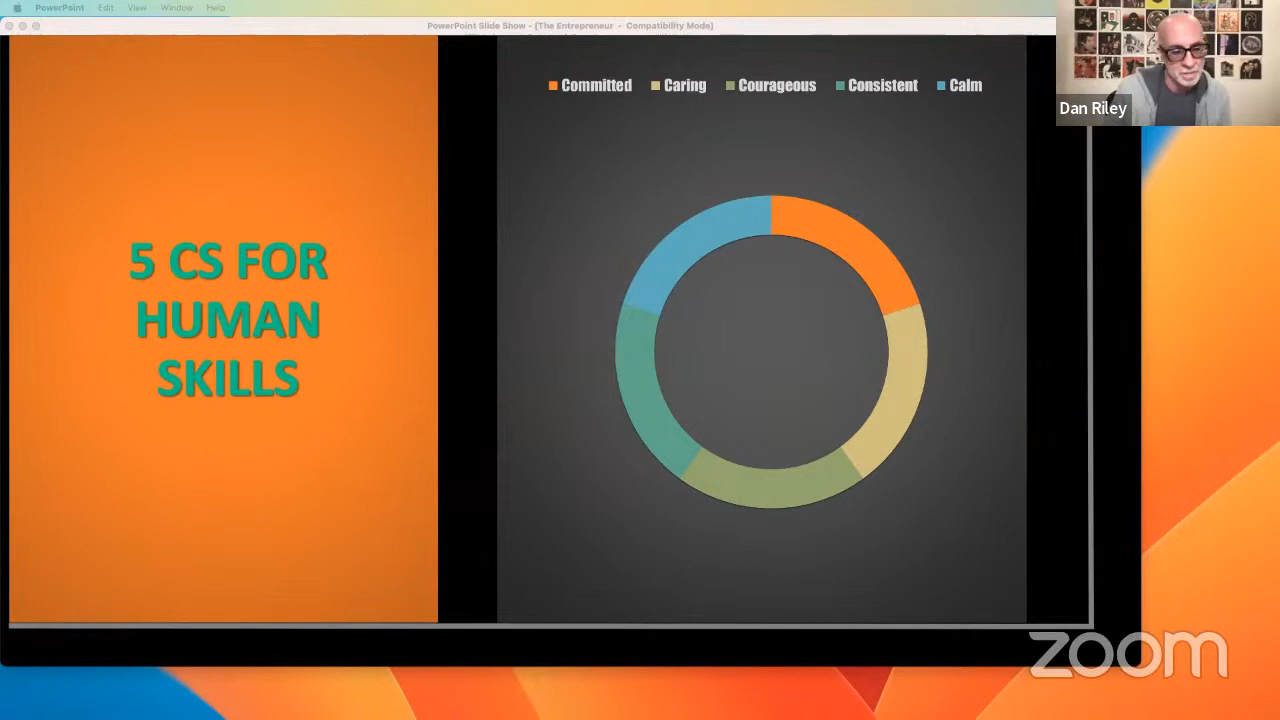 PowerPoint Edit View Window Help
PowerPoint Slide Show - [The Entrepreneur - Compatibility Mode]
Dan Riley
5 CS FOR
HUMAN
SKILLS
Committed Caring Courageous Consistent Calm
zoom